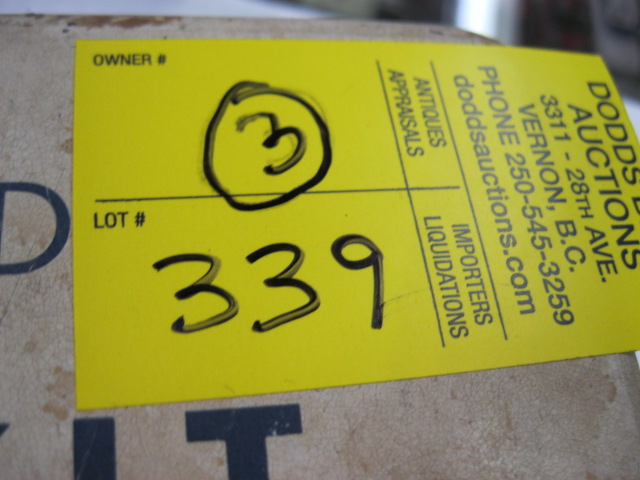 OWNER #
3
LOT #
339
ANTIQUES
APPRAISALS
IMPORTERS
LIQUIDATIONS
DODDS
AUCTIONS
3311 - 28TH AVE.
VERNON, B.C.
PHONE 250-545-3259
doddsauctions.com
D
KIT